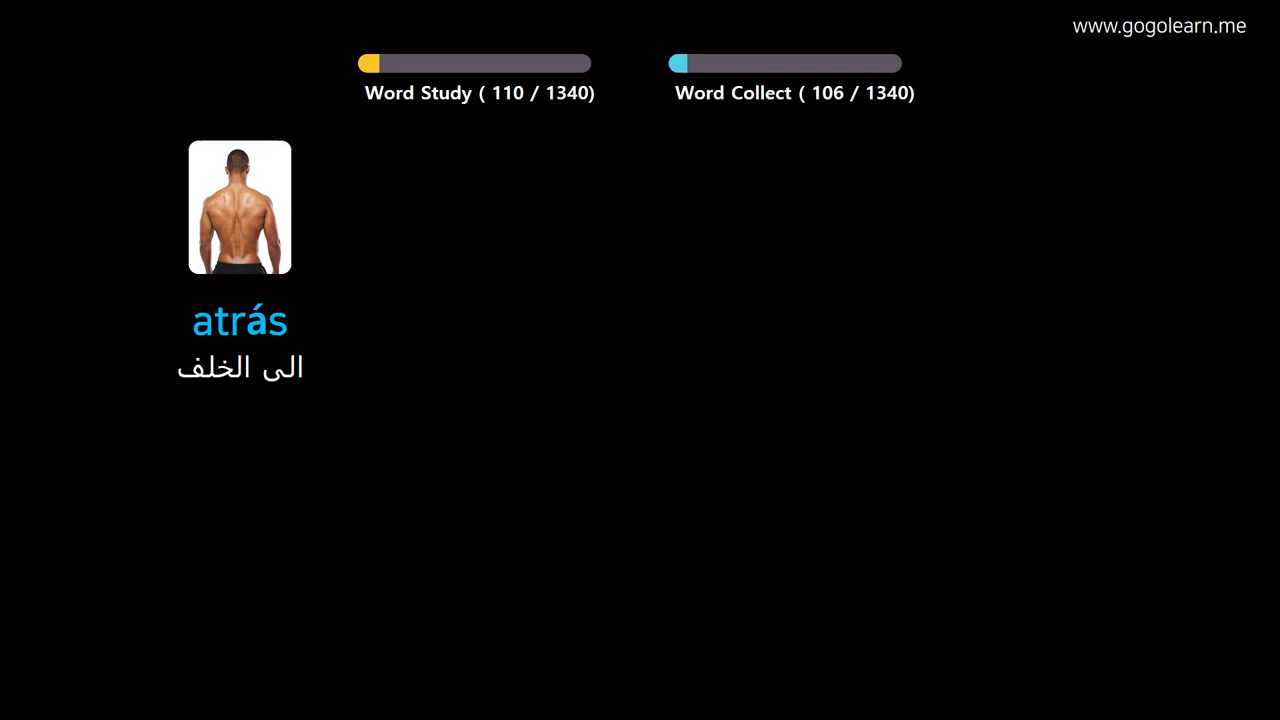 www.gogolearn.me
Word Study ( 110 / 1340)
Word Collect ( 106 / 1340)
atrás
الى الخلف